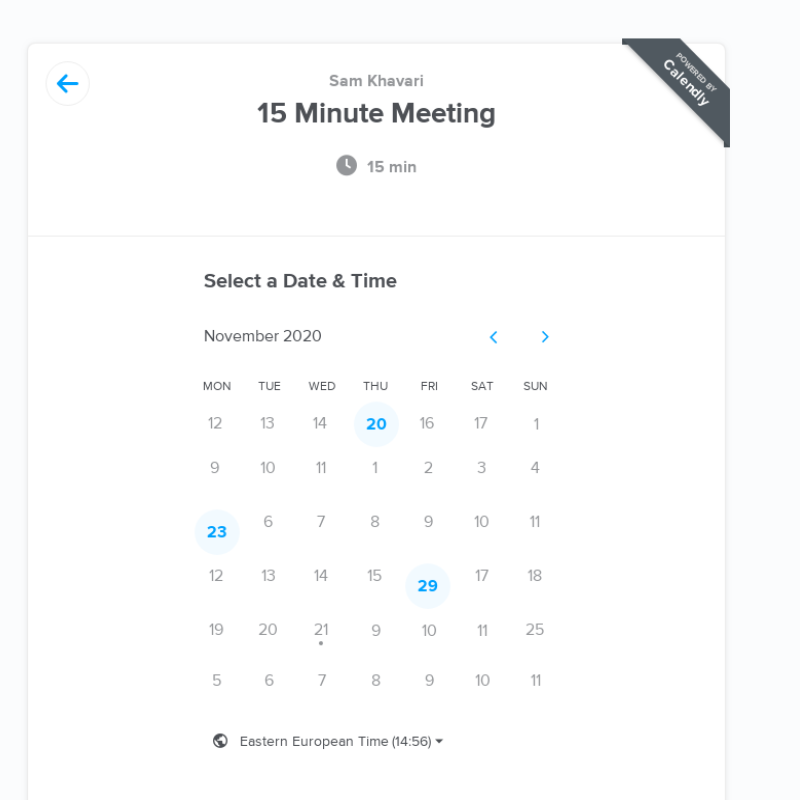 POWERED BY
Calendly
Sam Khavari
15 Minute Meeting
15 min
Select a Date & Time
November 2020
MON TUE WED THU FRI SAT SUN
12 13 14 20 16 17 1
9 10 11 1 2 3 4
23 6 7 8 9 10 11
12 13 14 15 29 17 18
19 20 21 9 10 11 25
5 6 7 8 9 10 11
Eastern European Time (14:56)